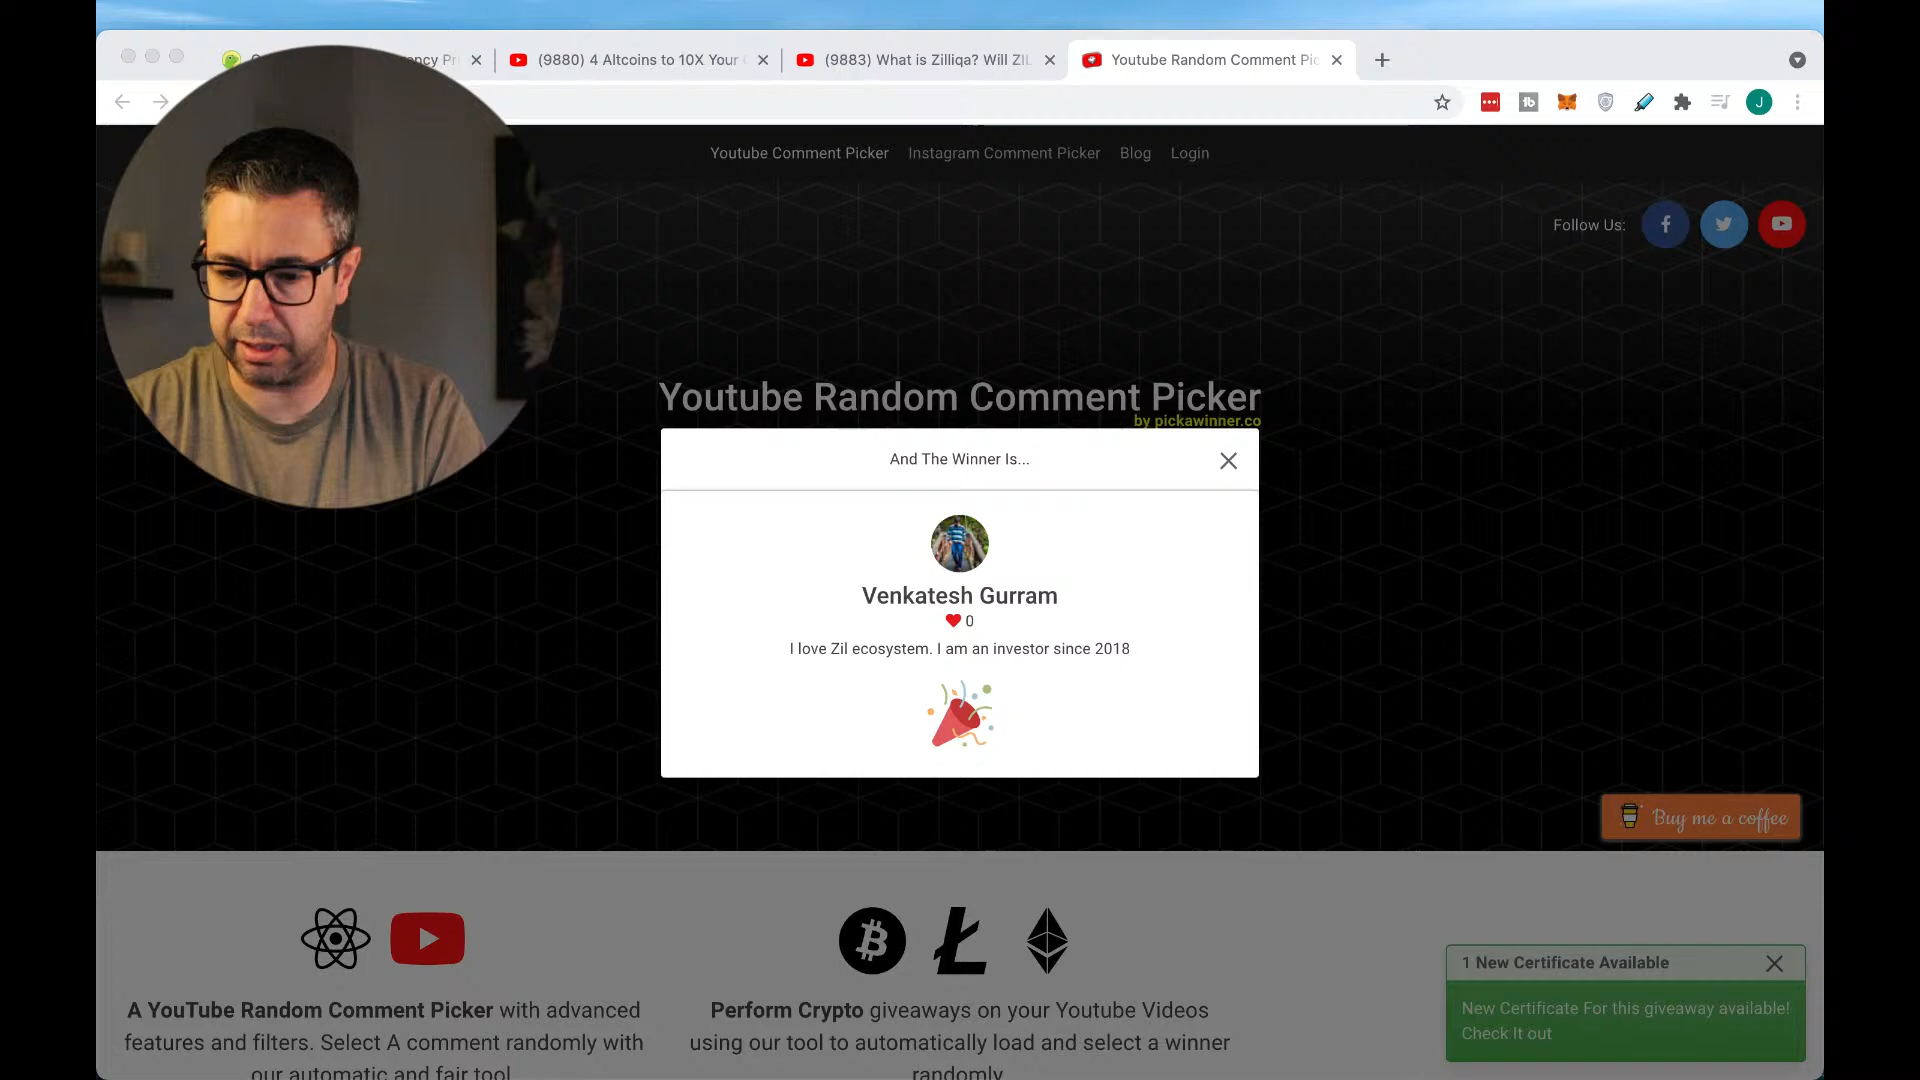 ency Pr
(9880) 4 Altcoins to 10X Your
(9883) What is Zilliqa? Will ZIL
Youtube Random Comment Pic
J
Youtube Comment Picker
Instagram Comment Picker
Blog
Login
Follow Us:
Youtube Random Comment Picker
by pickawinner.co
And The Winner Is...
Venkatesh Gurram
0
I love Zil ecosystem. I am an investor since 2018
Buy me a coffee
A YouTube Random Comment Picker with advanced
features and filters. Select A comment randomly with
our automatic and fair tool
Perform Crypto giveaways on your Youtube Videos
using our tool to automatically load and select a winner
randomly
1 New Certificate Available
New Certificate For this giveaway available!
Check It out